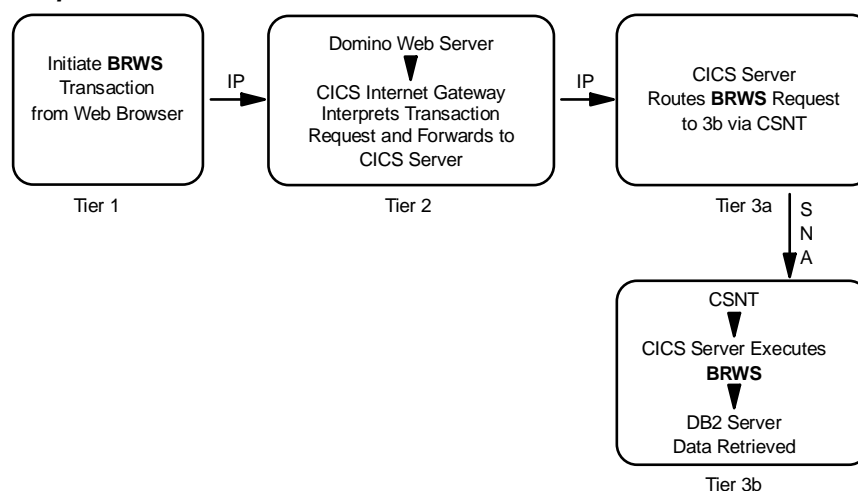 Initiate BRWS
Transaction
from Web Browser
IP
Domino Web Server
CICS Internet Gateway
Interprets Transaction
Request and Forwards to
CICS Server
IP
CICS Server
Routes BRWS Request
to 3b via CSNT
Tier 1
Tier 2
Tier 3a
S
N
A
CSNT
CICS Server Executes
BRWS
DB2 Server
Data Retrieved
Tier 3b